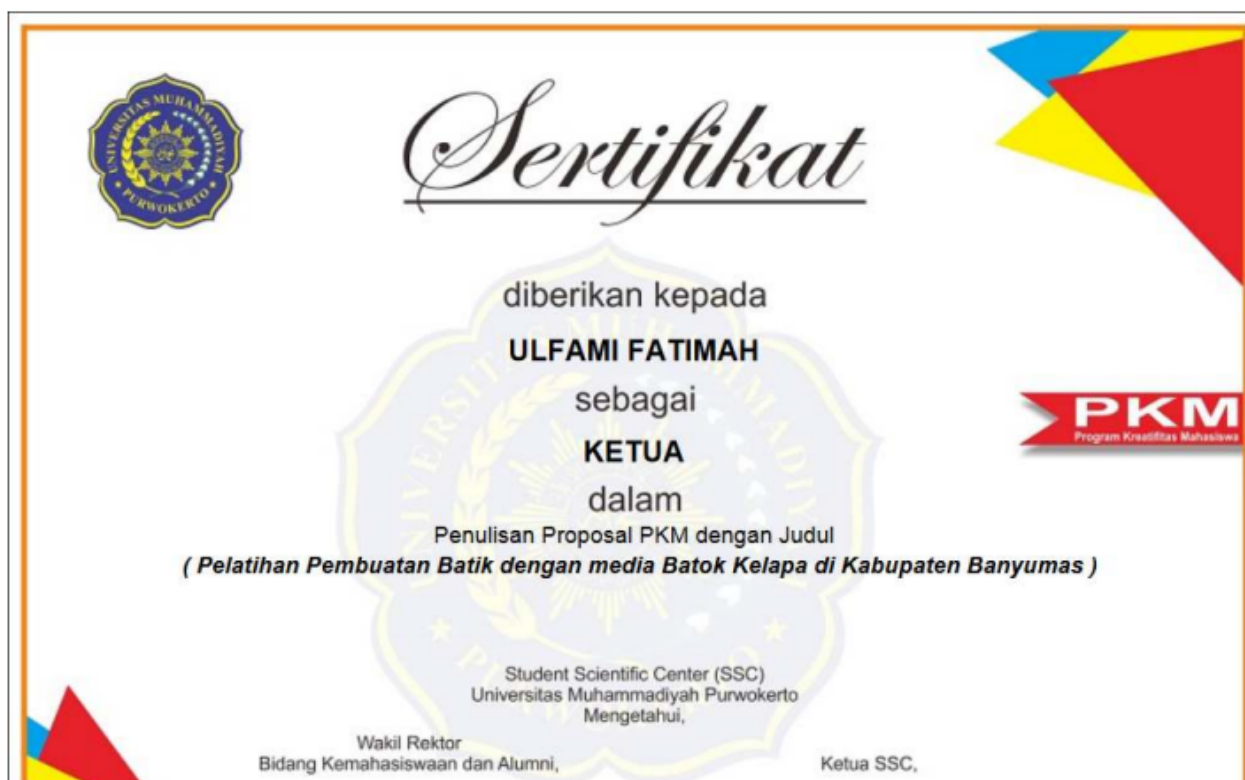 UNIVERSITAS MUHAMMADIYAH
PURWOKERTO
Sertifikat
diberikan kepada
ULFAMI FATIMAH
sebagai
KETUA
PKM
Program Kreatifitas Mahasiswa
dalam
Penulisan Proposal PKM dengan Judul
( Pelatihan Pembuatan Batik dengan media Batok Kelapa di Kabupaten Banyumas )
Student Scientific Center (SSC)
Universitas Muhammadiyah Purwokerto
Mengetahui,
Wakil Rektor
Bidang Kemahasiswaan dan Alumni,
Ketua SSC,